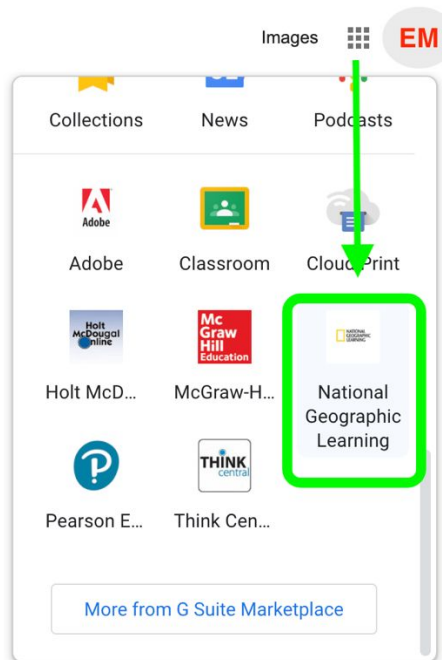 Images
EM
GE
Collections
News
Podcasts
Adobe
Adobe
Classroom
Cloud Print
Holt
McDougal
Online
Mc
Graw
Hill
Education
NATIONAL
GEOGRAPHIC
LEARNING
Holt McD...
McGraw-H...
National
Geographic
Learning
THINK
central
Pearson E...
Think Cen...
More from G Suite Marketplace